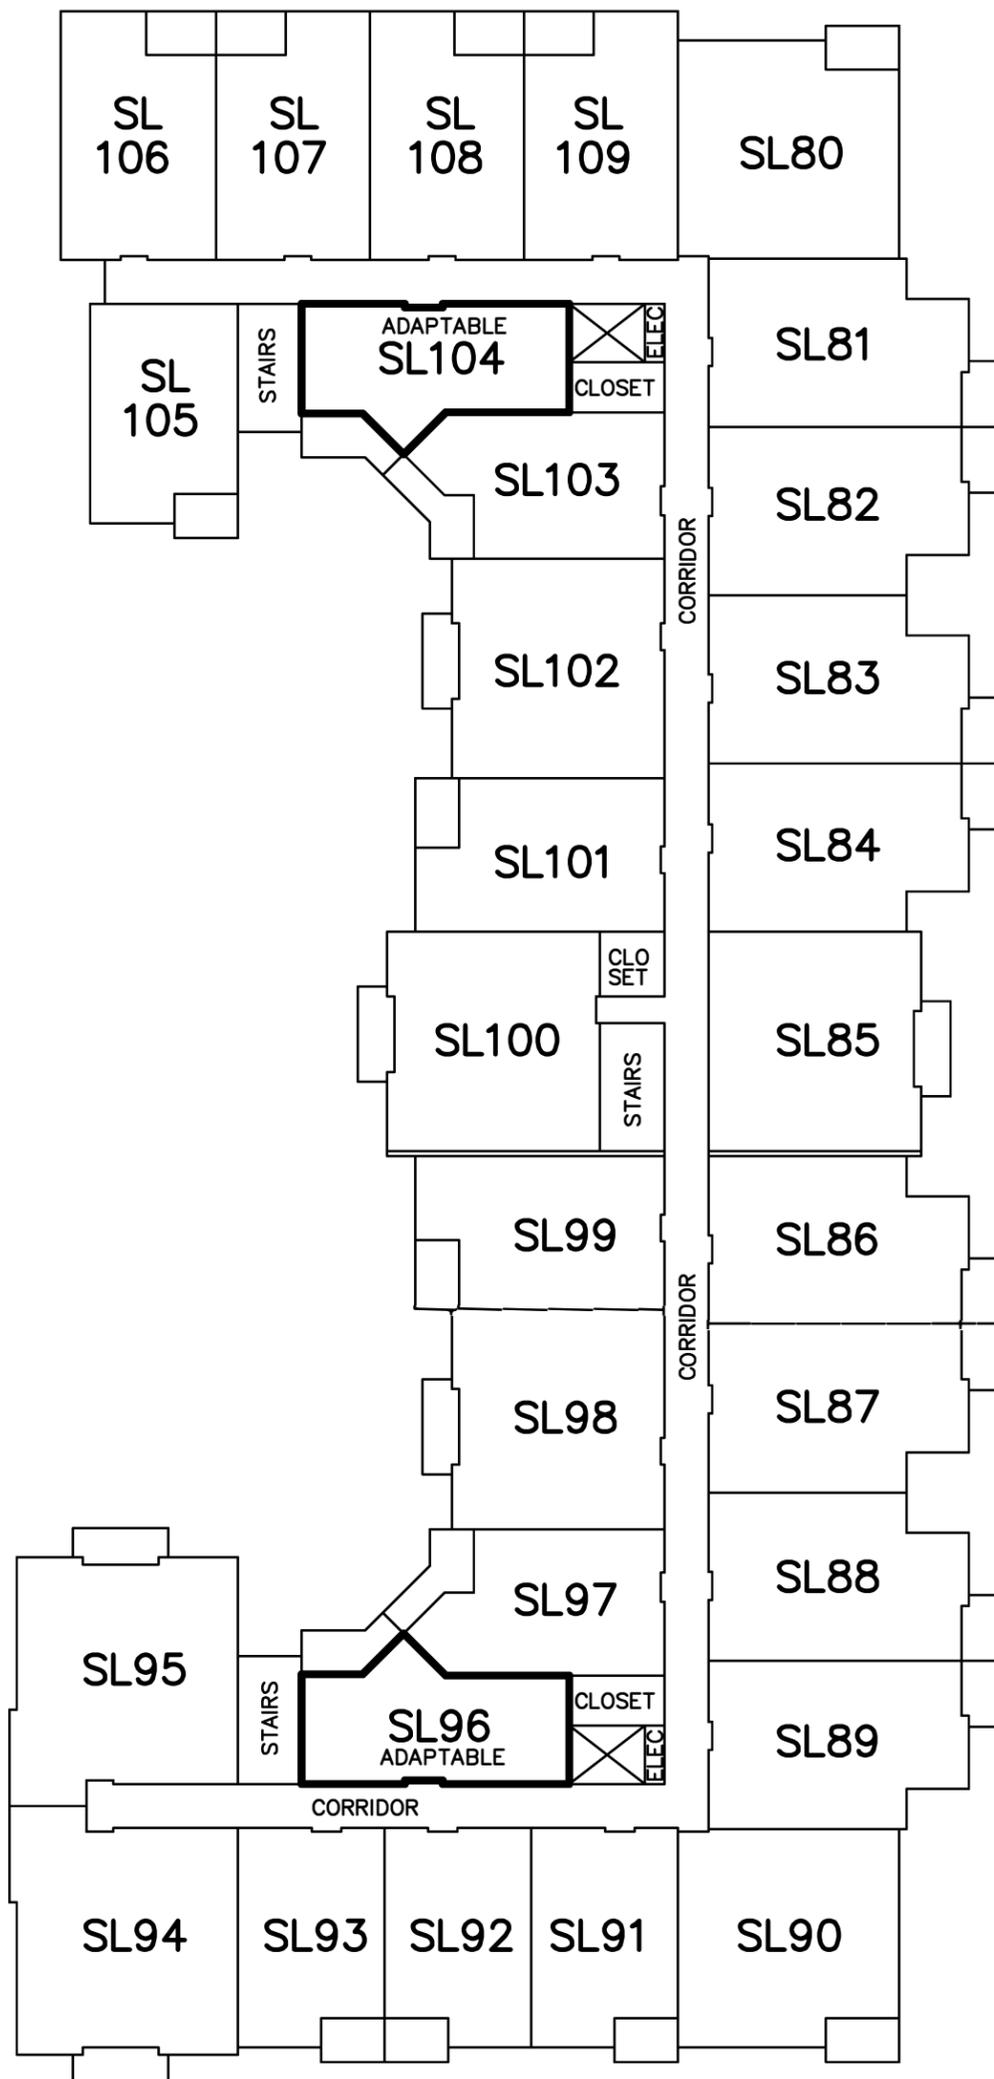 SL
106
SL
107
SL
108
SL
109
SL80
ADAPTABLE
SL104
STAIRS
ELEC
CLOSET
SL81
SL
105
SL103
SL82
CORRIDOR
SL102
SL83
SL101
SL84
CLO
SET
SL100
STAIRS
SL85
SL99
SL86
CORRIDOR
SL98
SL87
SL97
SL88
SL95
STAIRS
SL96
ADAPTABLE
CLOSET
ELEC
SL89
CORRIDOR
SL94
SL93
SL92
SL91
SL90